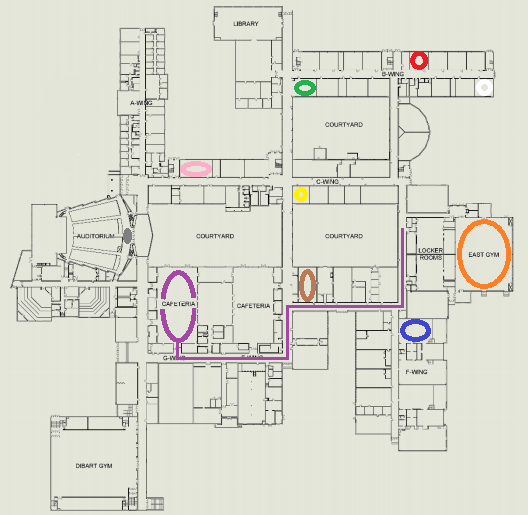 LIBRARY
B-WING
A-WING
COURTYARD
C-WING
AUDITORIUM
COURTYARD
COURTYARD
LOCKER
ROOMS
EAST GYM
CAFETERIA
CAFETERIA
G-WING
F-WING
DIBART GYM